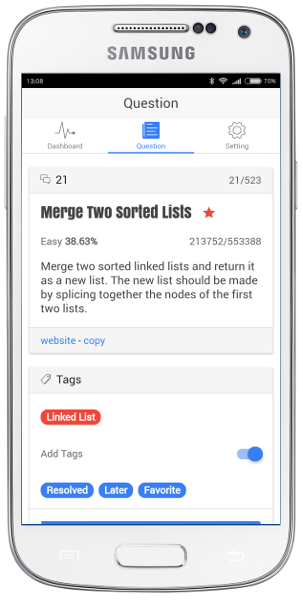 SAMSUNG
13:08 70%
Question
Dashboard Question Setting
21 21/523
Merge Two Sorted Lists
Easy 38.63% 213752/553388
Merge two sorted linked lists and return it
as a new list. The new list should be made
by splicing together the nodes of the first
two lists.
website - copy
Tags
Linked List
Add Tags
Resolved Later Favorite